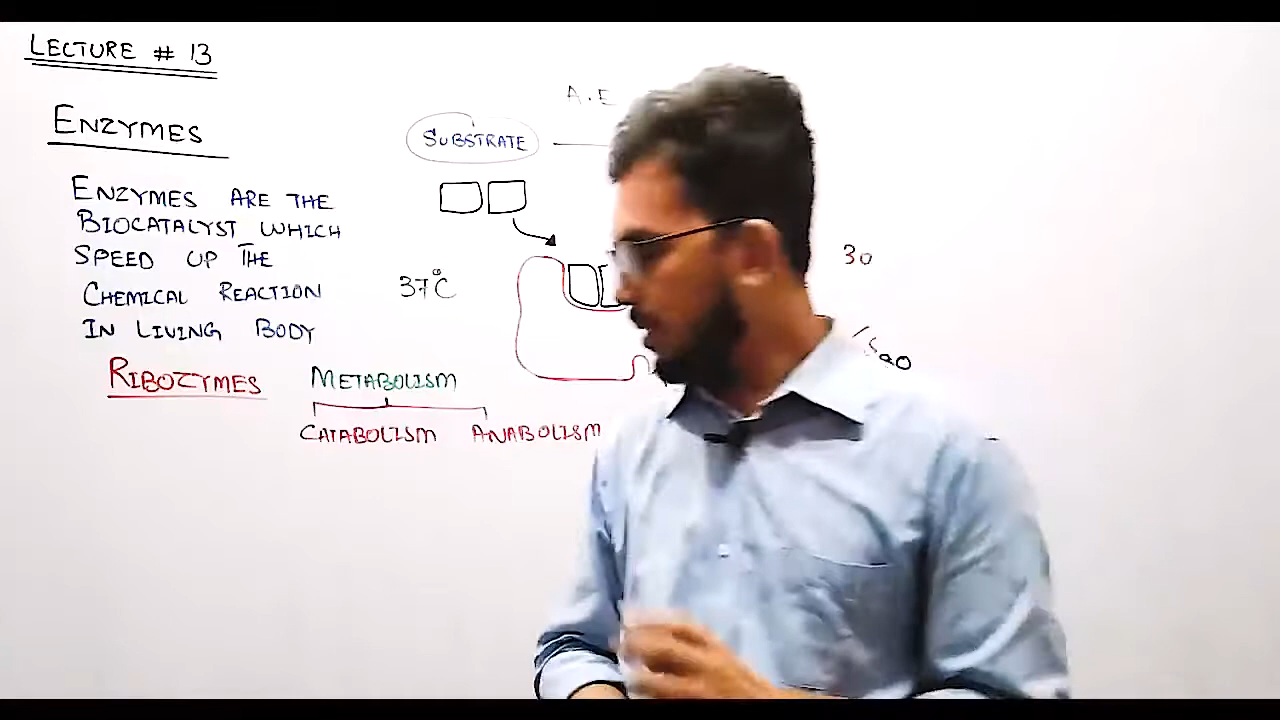 LECTURE # 13
ENZYMES
ENZYMES ARE THE
BIOCATALYST WHICH
SPEED UP THE
CHEMICAL REACTION
IN LIVING BODY
RIBOZYMES
METABOLISM
CATABOLISM ANABOLISM
A.E
SUBSTRATE
37°C
30